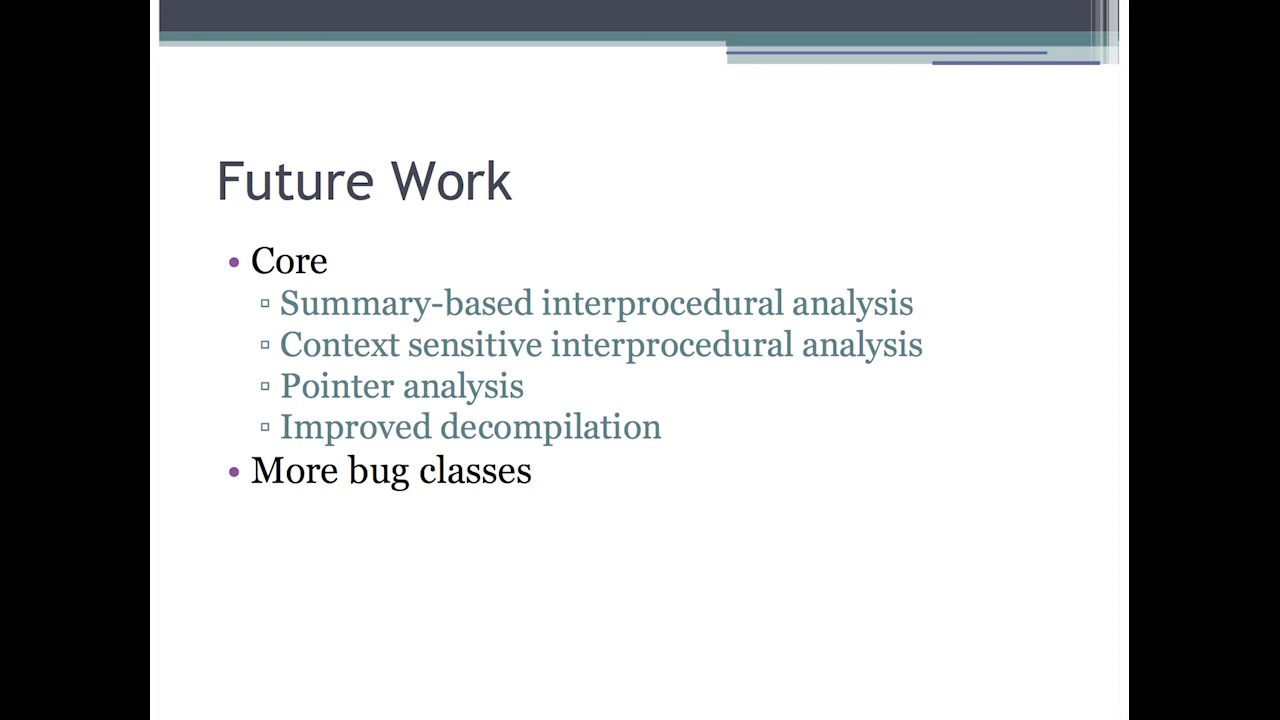 Future Work
• Core
▫ Summary-based interprocedural analysis
▫ Context sensitive interprocedural analysis
▫ Pointer analysis
▫ Improved decompilation
• More bug classes